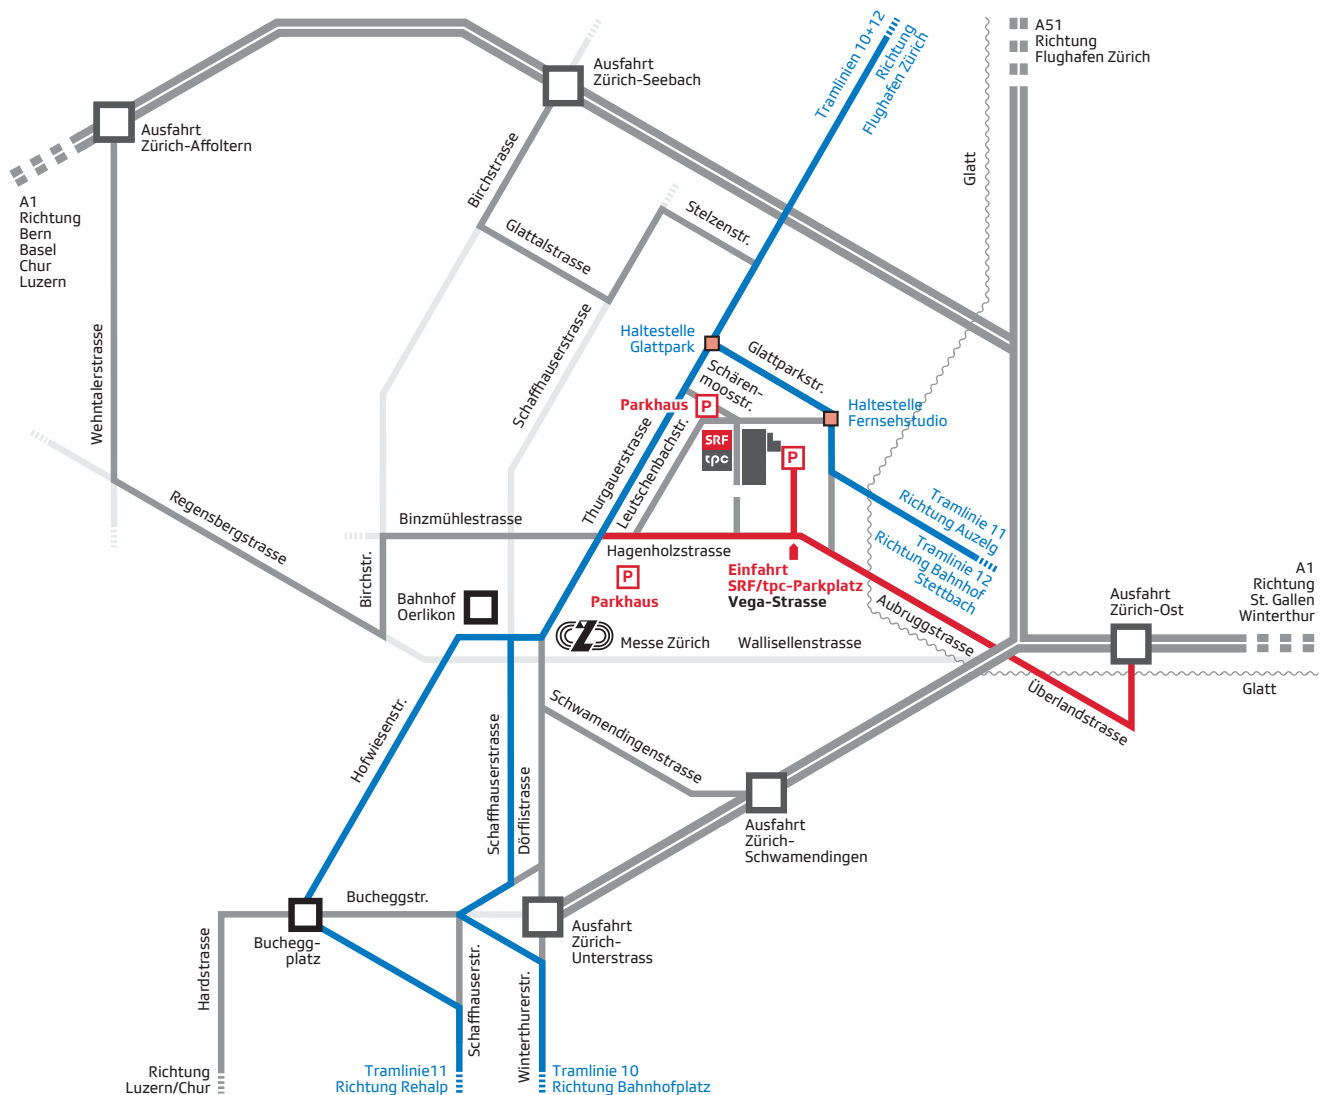 Ausfahrt
Zürich-Seebach
Tramlinien 10+12
Richtung
Flughafen Zürich
A51
Richtung
Flughafen Zürich
Ausfahrt
Zürich-Affoltern
A1
Richtung
Bern
Basel
Chur
Luzern
Birchstrasse
Glattalstrasse
Stelzenstr.
Glatt
Wehntalerstrasse
Schaffhauserstrasse
Haltestelle
Glattpark
Glattparkstr.
Schären-
moosstr.
Parkhaus
P
Haltestelle
Fernsehstudio
SRF
tpc
P
Thurgauerstrasse
Leutschenbachstr.
Regensbergstrasse
Binzmühlestrasse
Birchstr.
Hagenholzstrasse
P
Parkhaus
Einfahrt
SRF/tpc-Parkplatz
Vega-Strasse
Tramlinie 11
Richtung Auzelg
Tramlinie 12
Richtung Bahnhof
Stettbach
Aubruggstrasse
Bahnhof
Oerlikon
Z
Messe Zürich
Wallisellenstrasse
Ausfahrt
Zürich-Ost
A1
Richtung
St. Gallen
Winterthur
Glatt
Überlandstrasse
Hofwiesenstr.
Schaffhauserstrasse
Dörflistrasse
Schwamendingenstrasse
Ausfahrt
Zürich-
Schwamendingen
Bucheggstr.
Bucheg­g-
platz
Ausfahrt
Zürich-
Unterstrass
Hardstrasse
Schaffhauserstr.
Winterthurerstr.
Richtung
Luzern/Chur
Tramlinie11
Richtung Rehalp
Tramlinie 10
Richtung Bahnhofplatz